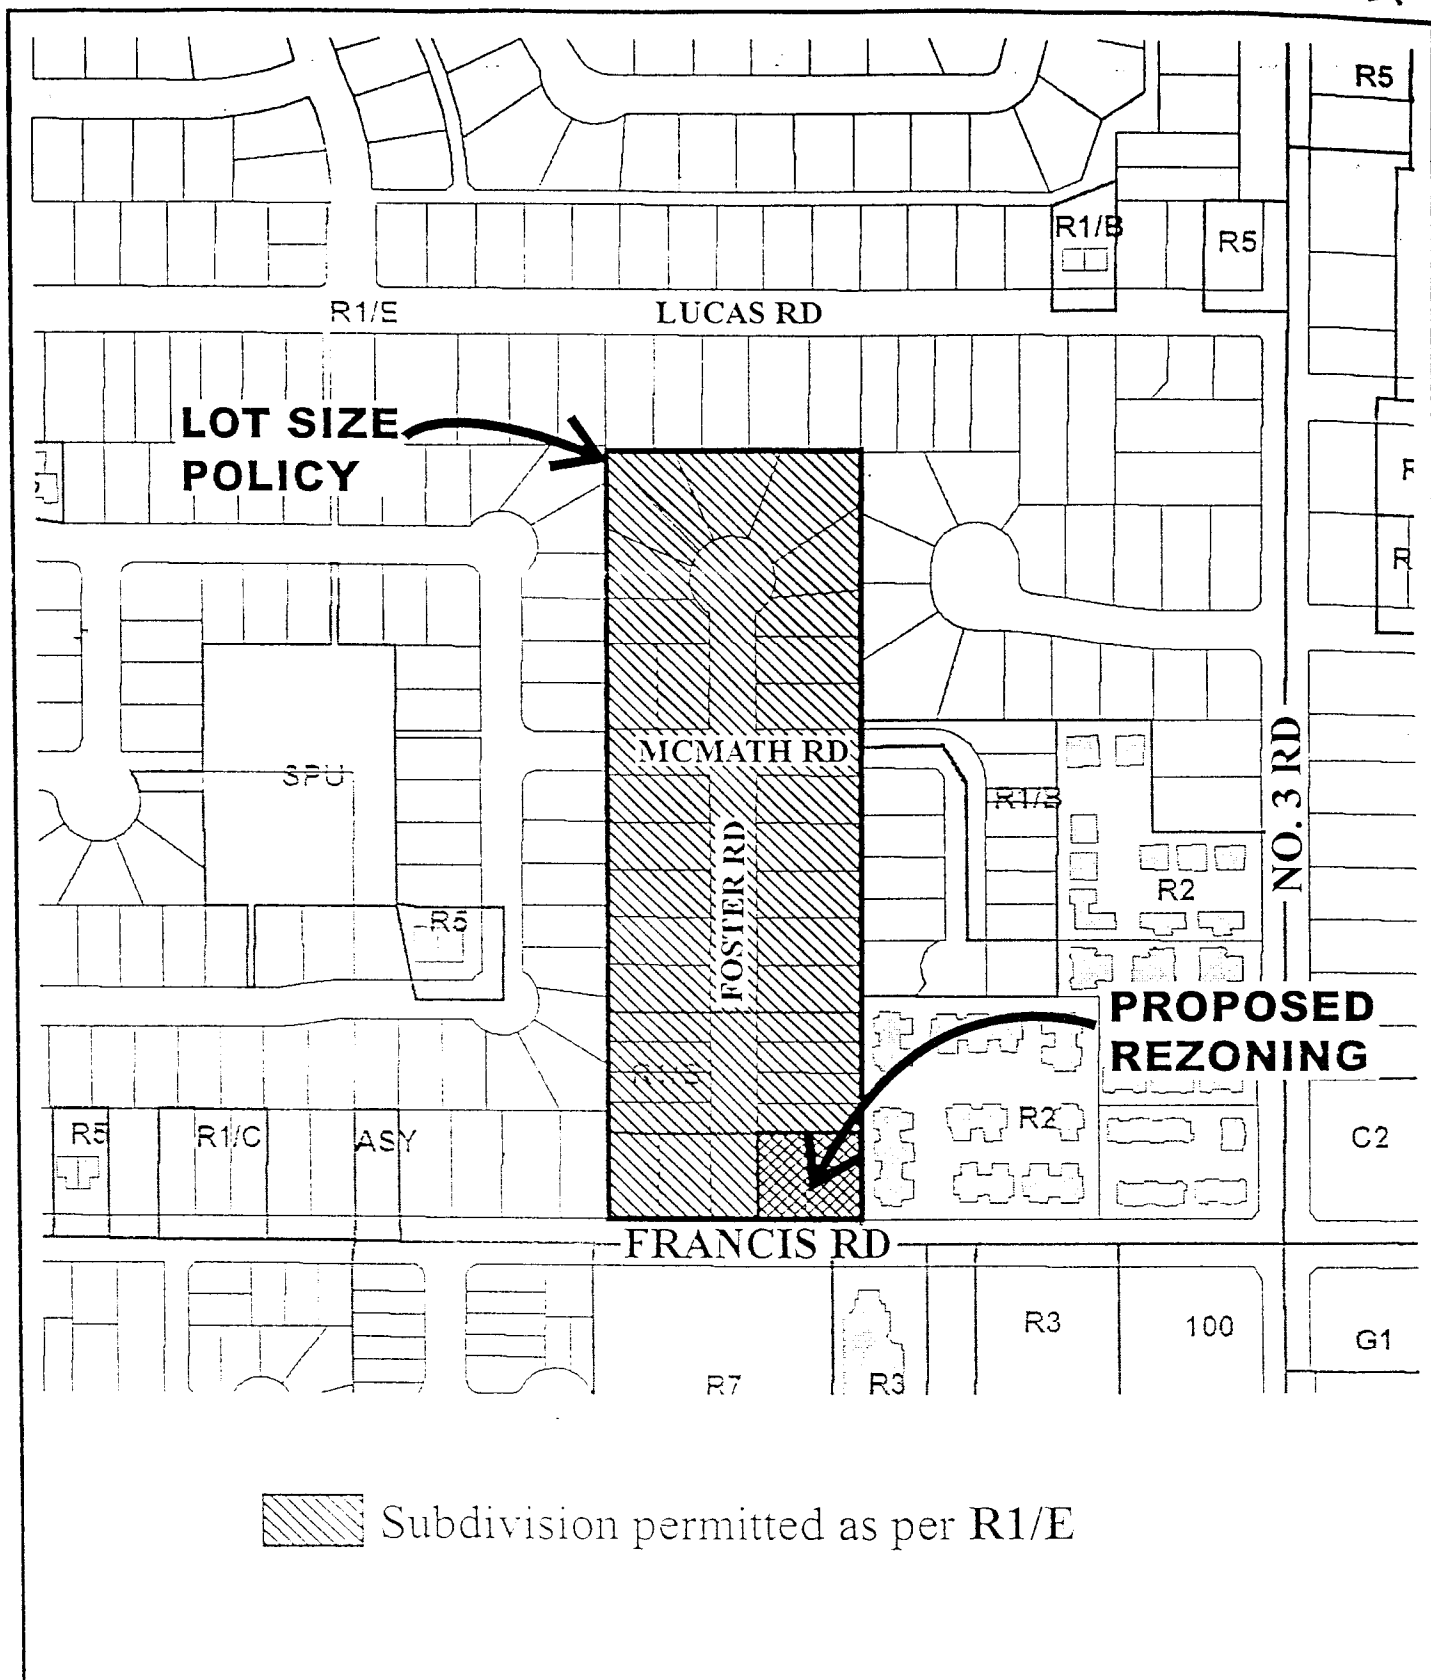 R5
R1/B
R5
R1/E
LUCAS RD
LOT SIZE
POLICY
MCMATH RD
SPU
R1/B
NO. 3 RD
R2
FOSTER RD
R5
PROPOSED
REZONING
R2
R5
R1/C
ASY
C2
FRANCIS RD
R3
100
G1
R7
R3
Subdivision permitted as per R1/E